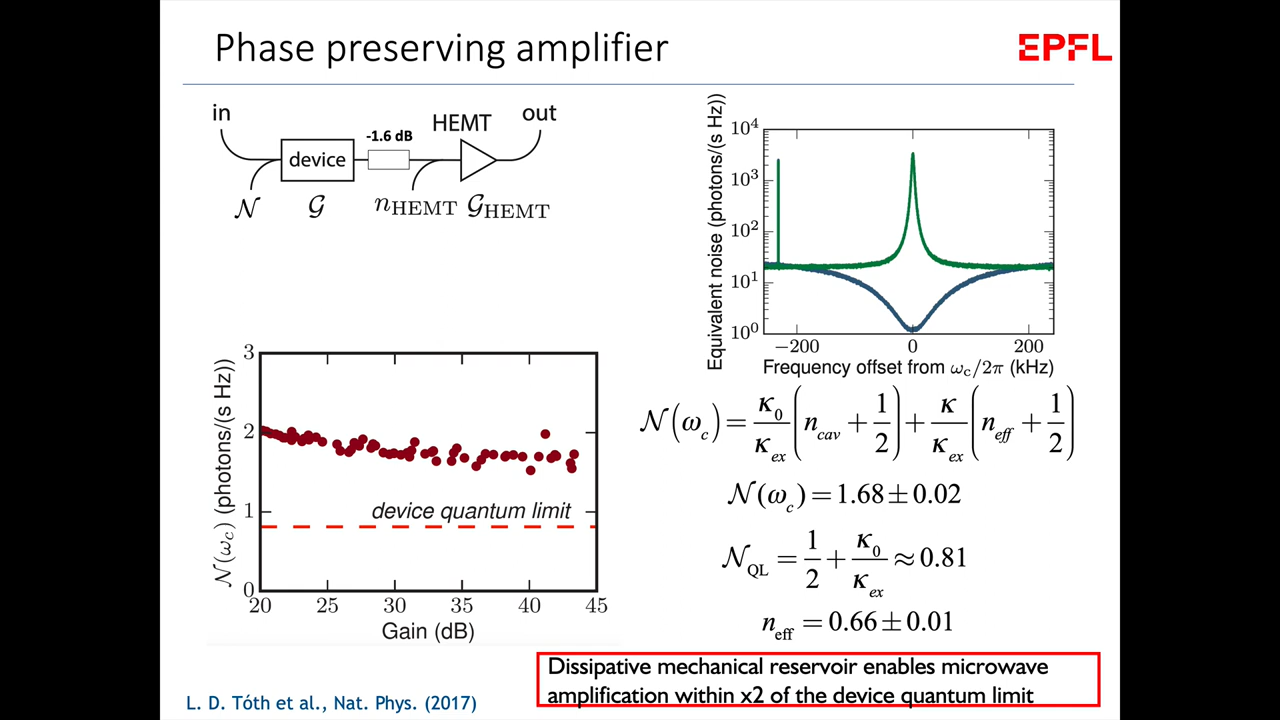 Phase preserving amplifier
EPFL
in
-1.6 dB
HEMT
out
device
𝒩
𝒢
n_HEMT
𝒢_HEMT
Equivalent noise (photons/(s Hz))
10^4
10^3
10^2
10^1
10^0
−200
0
200
Frequency offset from ω_c/2π (kHz)
𝒩(ω_c) = κ_0/κ_ex (n_cav + 1/2) + κ/κ_ex (n_eff + 1/2)
𝒩(ω_c) = 1.68 ± 0.02
𝒩_QL = 1/2 + κ_0/κ_ex ≈ 0.81
n_eff = 0.66 ± 0.01
𝒩(ω_c) (photons/(s Hz))
3
2
1
0
device quantum limit
20
25
30
35
40
45
Gain (dB)
Dissipative mechanical reservoir enables microwave
amplification within x2 of the device quantum limit
L. D. Tóth et al., Nat. Phys. (2017)